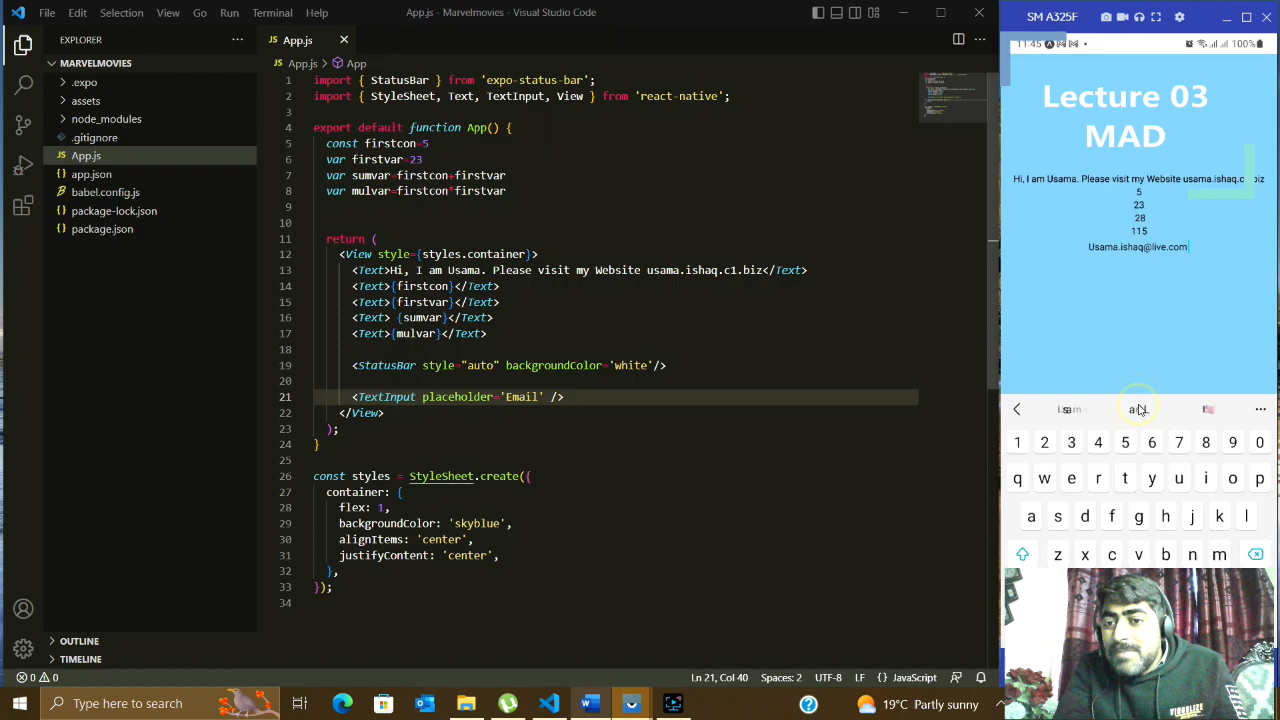 File Edit Selection View Go Run Terminal Help
App.js - Marvelmovies - Visual Studio Code
SM A325F
EXPLORER
MARVELMOVIES
.expo
assets
node_modules
.gitignore
App.js
app.json
babel.config.js
package-lock.json
package.json
OUTLINE
TIMELINE
JS App.js
App.js > App
1 import { StatusBar } from 'expo-status-bar';
2 import { StyleSheet, Text, TextInput, View } from 'react-native';
3
4 export default function App() {
5 const firstcon=5
6 var firstvar=23
7 var sumvar=firstcon+firstvar
8 var mulvar=firstcon*firstvar
9
10
11 return (
12 <View style={styles.container}>
13 <Text>Hi, I am Usama. Please visit my Website usama.ishaq.c1.biz</Text>
14 <Text>{firstcon}</Text>
15 <Text>{firstvar}</Text>
16 <Text> {sumvar}</Text>
17 <Text>{mulvar}</Text>
18
19 <StatusBar style="auto" backgroundColor='white'/>
20
21 <TextInput placeholder='Email' />
22 </View>
23 );
24 }
25
26 const styles = StyleSheet.create({
27 container: {
28 flex: 1,
29 backgroundColor: 'skyblue',
30 alignItems: 'center',
31 justifyContent: 'center',
32 },
33 });
34
11:45 100%
Lecture 03
MAD
Hi, I am Usama. Please visit my Website usama.ishaq.c1.biz
5
23
28
115
Usama.ishaq@live.com
1 2 3 4 5 6 7 8 9 0
q w e r t y u i o p
a s d f g h j k l
z x c v b n m
VISUALIZE
0 0
Ln 21, Col 40 Spaces: 2 UTF-8 LF {} JavaScript
Type here to search
19°C Partly sunny